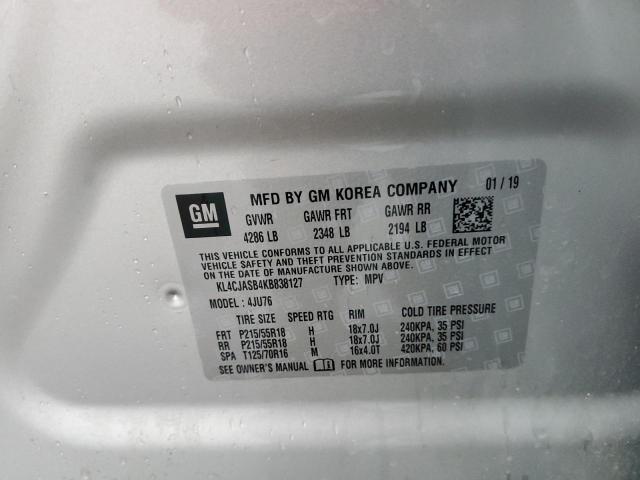 GM
MFD BY GM KOREA COMPANY 01 / 19
GVWR GAWR FRT GAWR RR
4286 LB 2348 LB 2194 LB
THIS VEHICLE CONFORMS TO ALL APPLICABLE U.S. FEDERAL MOTOR
VEHICLE SAFETY AND THEFT PREVENTION STANDARDS IN EFFECT
ON THE DATE OF MANUFACTURE SHOWN ABOVE.
KL4CJASB4KB838127 TYPE: MPV
MODEL : 4JU76
TIRE SIZE SPEED RTG RIM COLD TIRE PRESSURE
FRT P215/55R18 H 18x7.0J 240KPA, 35 PSI
RR P215/55R18 H 18x7.0J 240KPA, 35 PSI
SPA T125/70R16 M 16x4.0T 420KPA, 60 PSI
SEE OWNER'S MANUAL FOR MORE INFORMATION.